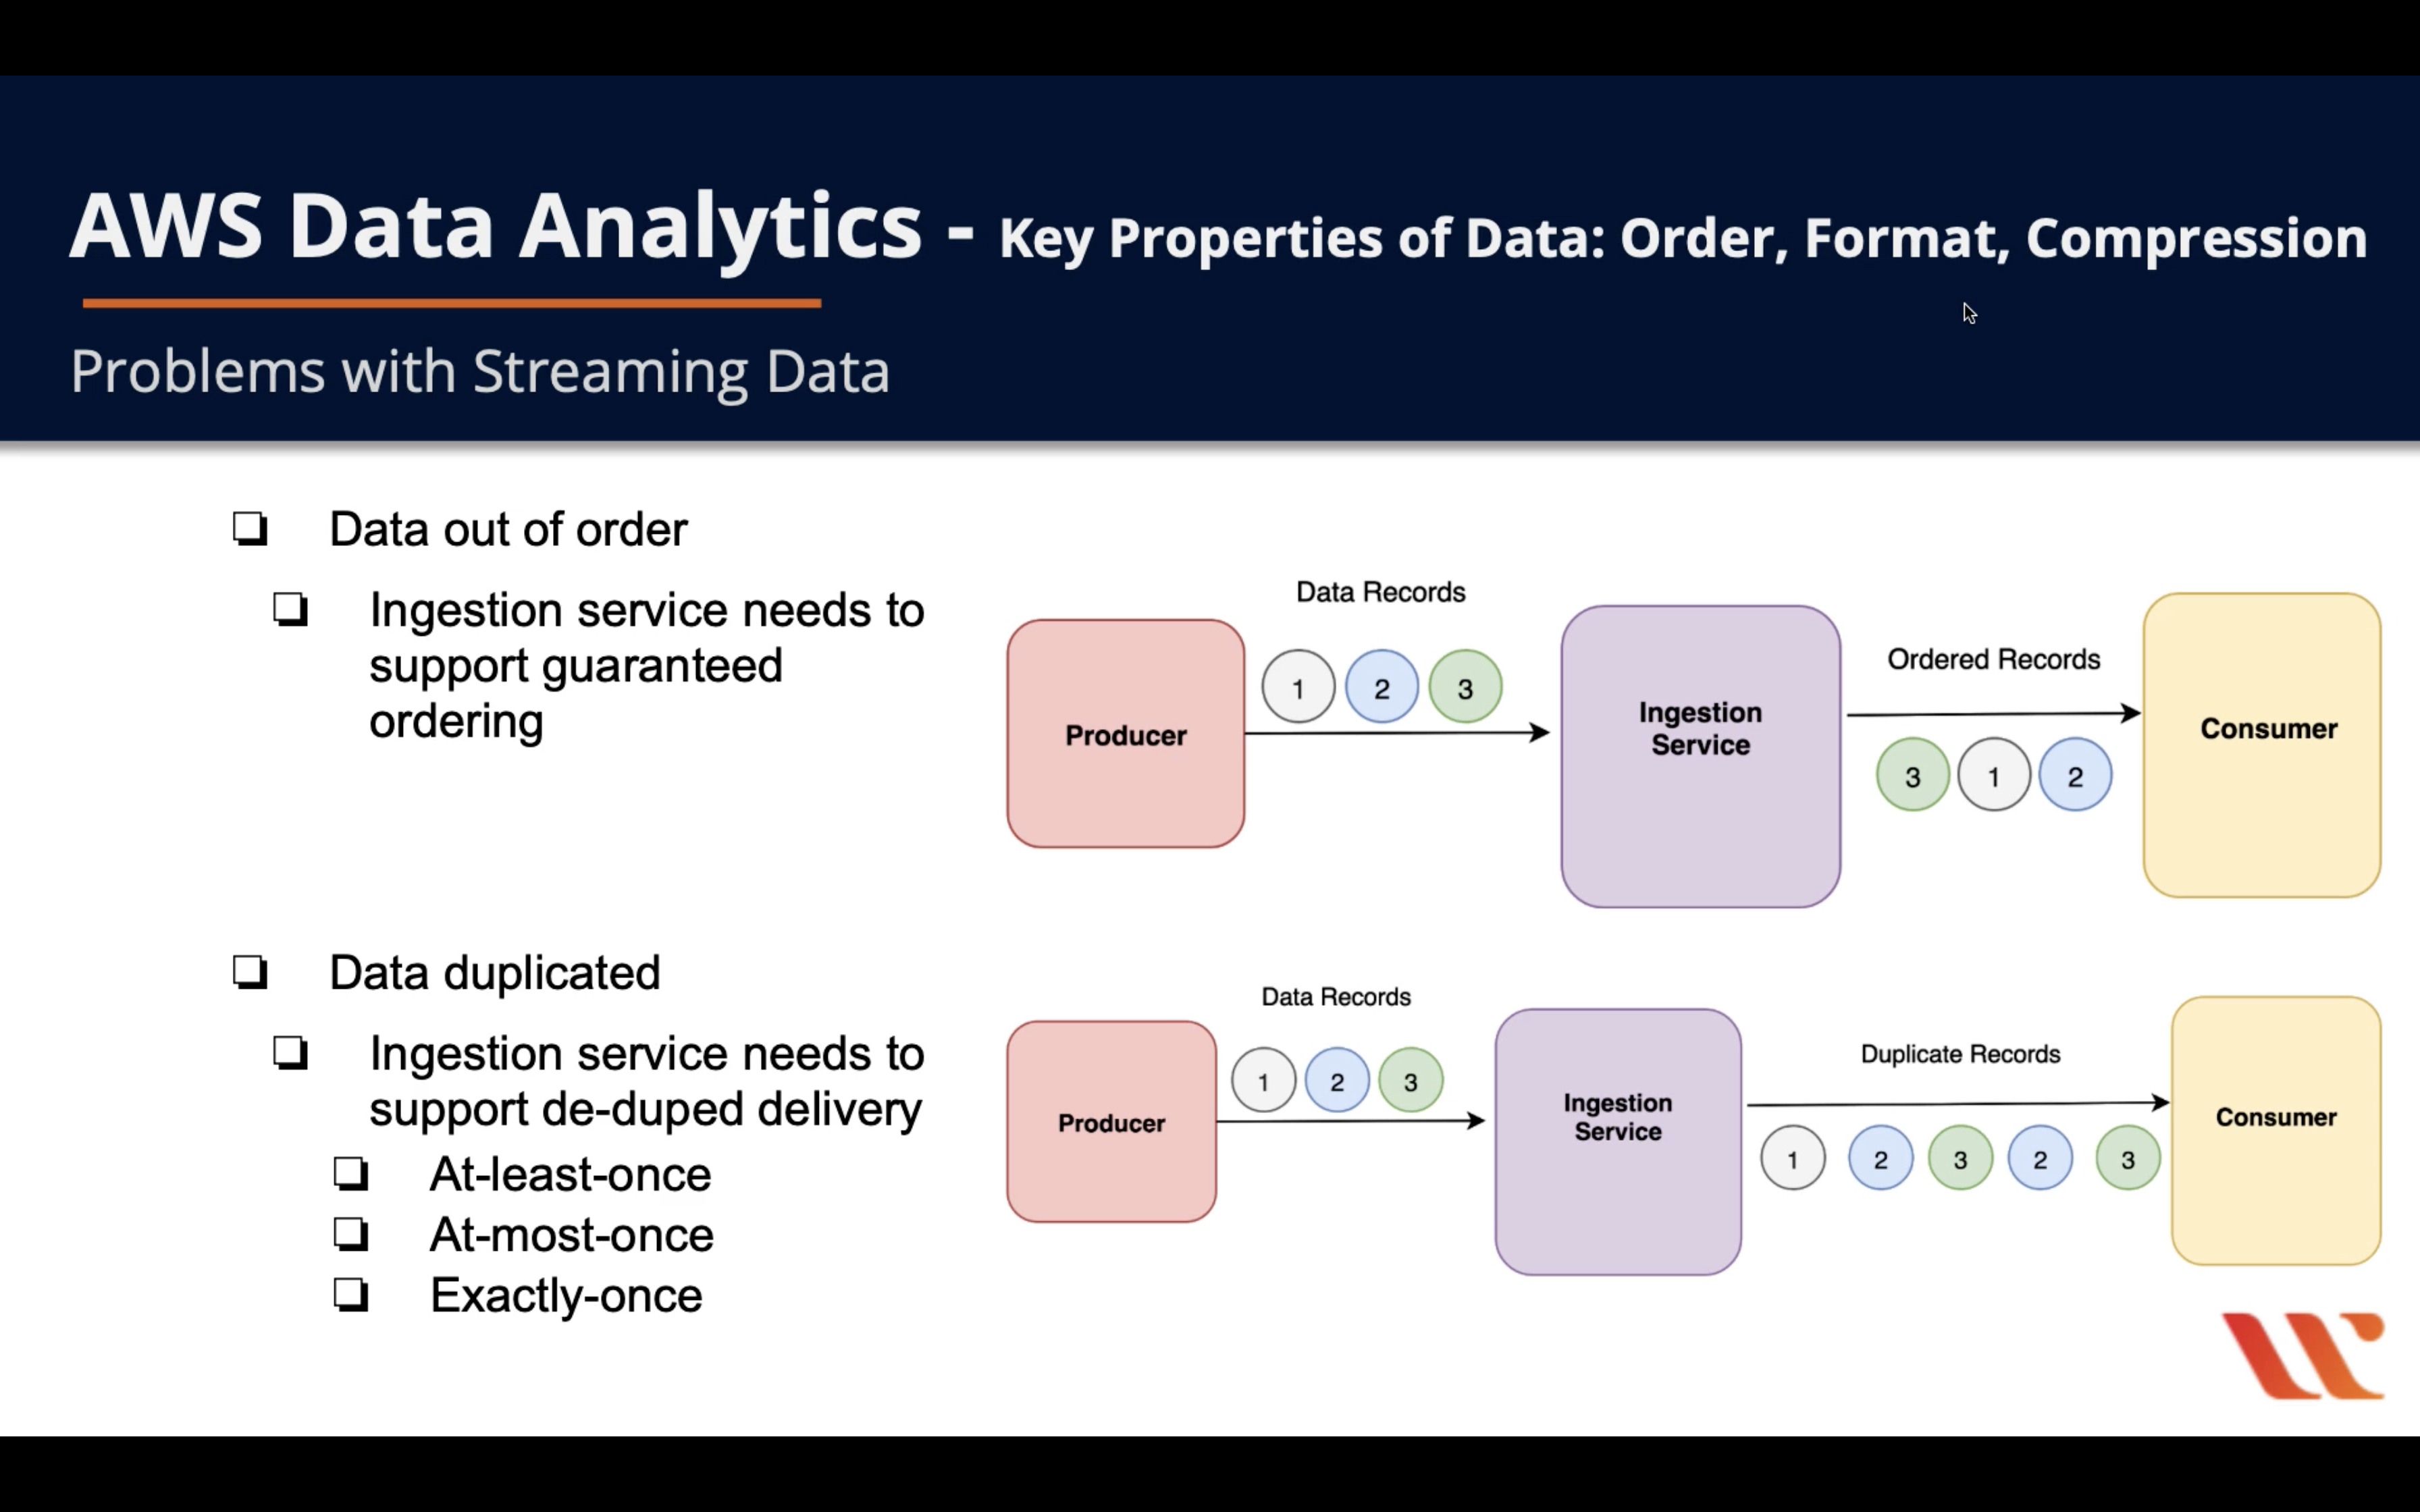 AWS Data Analytics - Key Properties of Data: Order, Format, Compression
Problems with Streaming Data
Data out of order
Ingestion service needs to
support guaranteed
ordering
Data Records
1 2 3
Producer
Ingestion
Service
Ordered Records
3 1 2
Consumer
Data duplicated
Ingestion service needs to
support de-duped delivery
At-least-once
At-most-once
Exactly-once
Data Records
1 2 3
Producer
Ingestion
Service
Duplicate Records
1 2 3 2 3
Consumer